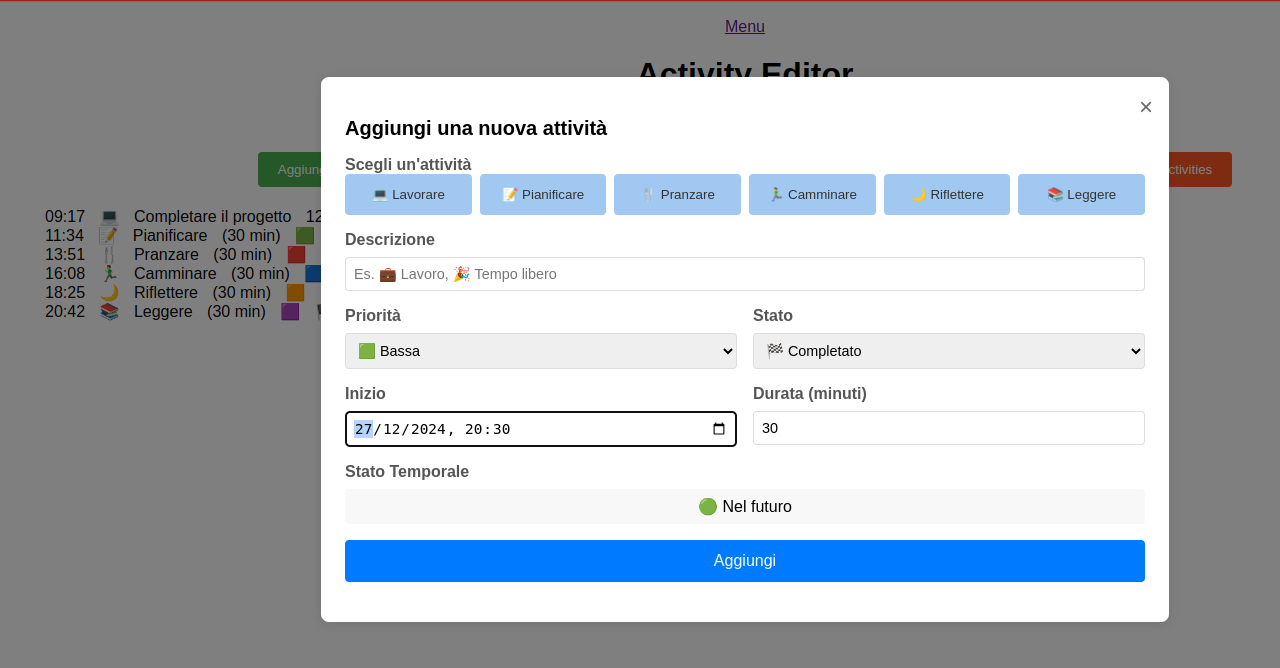 Menu
Activity Editor
×
Aggiungi una nuova attività
Scegli un'attività
💻 Lavorare 📝 Pianificare 🍴 Pranzare 🏃‍♂️ Camminare 🌙 Riflettere 📚 Leggere
Descrizione
Es. 💼 Lavoro, 🎉 Tempo libero
Priorità Stato
🟩 Bassa 🏁 Completato
Inizio Durata (minuti)
27/12/2024, 20:30 30
Stato Temporale
🟢 Nel futuro
Aggiungi
09:17 💻 Completare il progetto 12
11:34 📝 Pianificare (30 min) 🟩
13:51 🍴 Pranzare (30 min) 🟥
16:08 🏃‍♂️ Camminare (30 min) 🟦
18:25 🌙 Riflettere (30 min) 🟧
20:42 📚 Leggere (30 min) 🟪